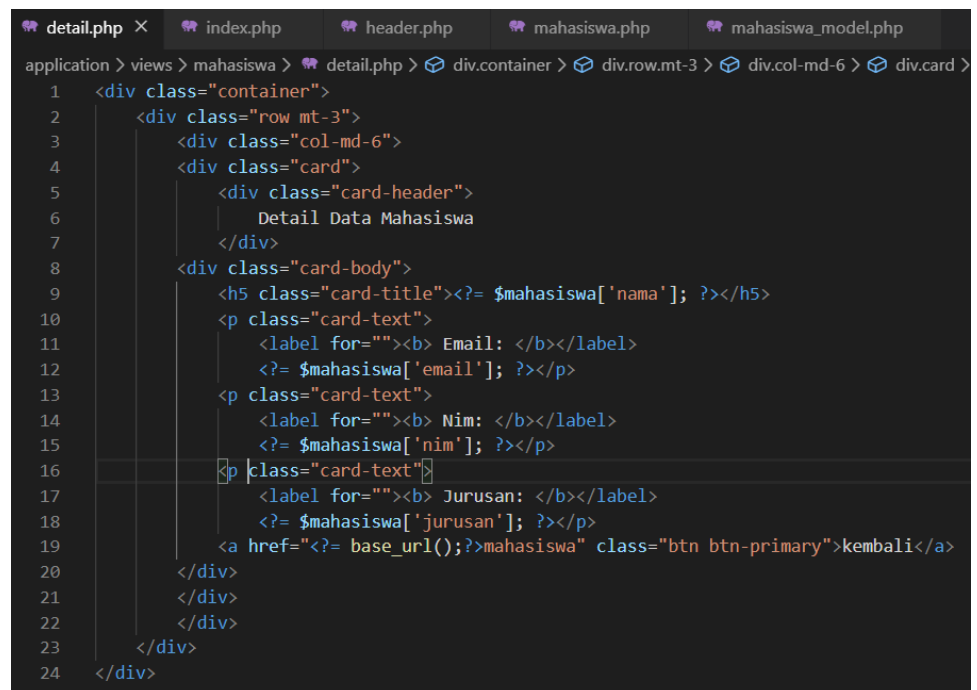 detail.php × index.php header.php mahasiswa.php mahasiswa_model.php
application > views > mahasiswa > detail.php > div.container > div.row.mt-3 > div.col-md-6 > div.card >
1 <div class="container">
2 <div class="row mt-3">
3 <div class="col-md-6">
4 <div class="card">
5 <div class="card-header">
6 Detail Data Mahasiswa
7 </div>
8 <div class="card-body">
9 <h5 class="card-title"><?= $mahasiswa['nama']; ?></h5>
10 <p class="card-text">
11 <label for=""><b> Email: </b></label>
12 <?= $mahasiswa['email']; ?></p>
13 <p class="card-text">
14 <label for=""><b> Nim: </b></label>
15 <?= $mahasiswa['nim']; ?></p>
16 <p class="card-text">
17 <label for=""><b> Jurusan: </b></label>
18 <?= $mahasiswa['jurusan']; ?></p>
19 <a href="<?= base_url();?>mahasiswa" class="btn btn-primary">kembali</a>
20 </div>
21 </div>
22 </div>
23 </div>
24 </div>